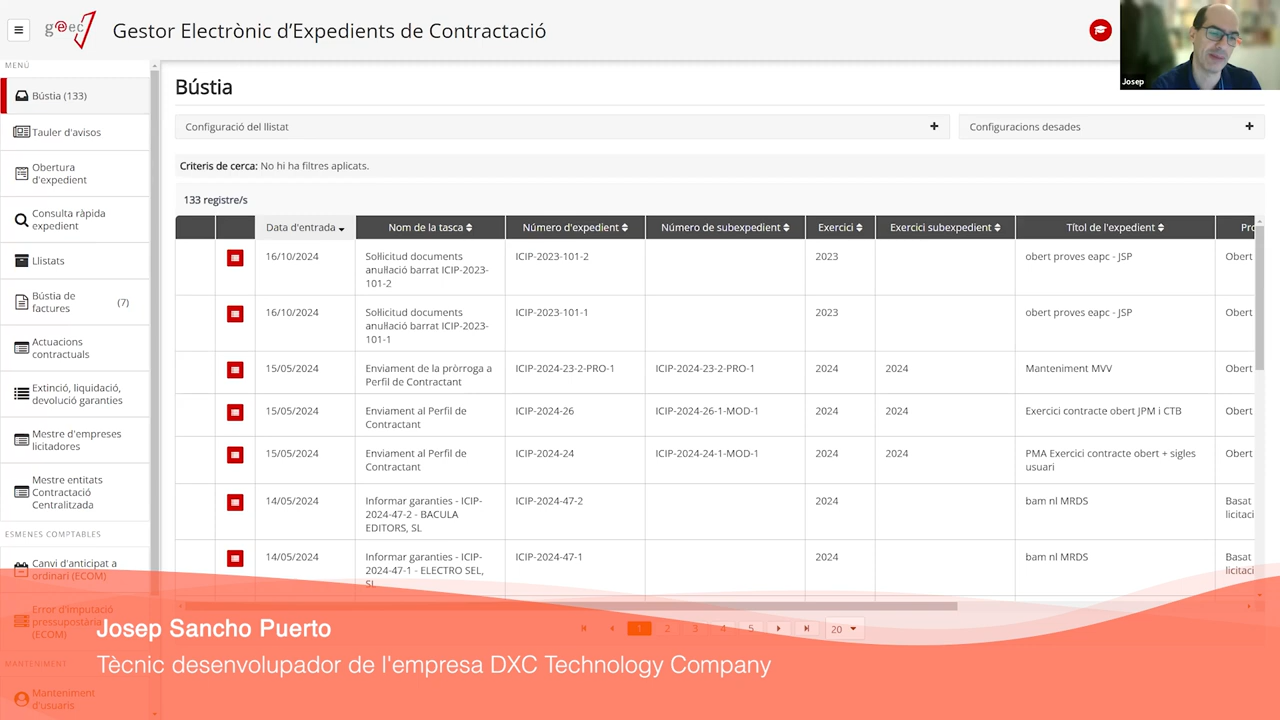 geec
Gestor Electrònic d'Expedients de Contractació
Josep
MENÚ
Bústia (133)
Tauler d'avisos
Obertura
d'expedient
Consulta ràpida
expedient
Llistats
Bústia de
factures
(7)
Actuacions
contractuals
Extinció, liquidació,
devolució garanties
Mestre d'empreses
licitadores
Mestre entitats
Contractació
Centralitzada
ESMENES COMPTABLES
Canvi d'anticipat a
ordinari (ECOM)
Error d'imputació
pressupostària
(ECOM)
MANTENIMENT
Manteniment
d'usuaris
Bústia
Configuració del llistat
Configuracions desades
Criteris de cerca: No hi ha filtres aplicats.
133 registre/s
Data d'entrada Nom de la tasca Número d'expedient Número de subexpedient Exercici Exercici subexpedient Títol de l'expedient Pro
16/10/2024 Sol·licitud documents ICIP-2023-101-2 2023 obert proves eapc - JSP Obert
anul·lació barrat ICIP-2023-
101-2
16/10/2024 Sol·licitud documents ICIP-2023-101-1 2023 obert proves eapc - JSP Obert
anul·lació barrat ICIP-2023-
101-1
15/05/2024 Enviament de la pròrroga a ICIP-2024-23-2-PRO-1 ICIP-2024-23-2-PRO-1 2024 2024 Manteniment MVV Obert
Perfil de Contractant
15/05/2024 Enviament al Perfil de ICIP-2024-26 ICIP-2024-26-1-MOD-1 2024 2024 Exercici contracte obert JPM i CTB Obert
Contractant
15/05/2024 Enviament al Perfil de ICIP-2024-24 ICIP-2024-24-1-MOD-1 2024 2024 PMA Exercici contracte obert + sigles Obert
Contractant usuari
14/05/2024 Informar garanties - ICIP- ICIP-2024-47-2 2024 bam nl MRDS Basat
2024-47-2 - BACULA licitaci
EDITORS, SL
14/05/2024 Informar garanties - ICIP- ICIP-2024-47-1 2024 bam nl MRDS Basat
2024-47-1 - ELECTRO SEL, licitaci
SL
1 2 3 4 5 20
Josep Sancho Puerto
Tècnic desenvolupador de l'empresa DXC Technology Company